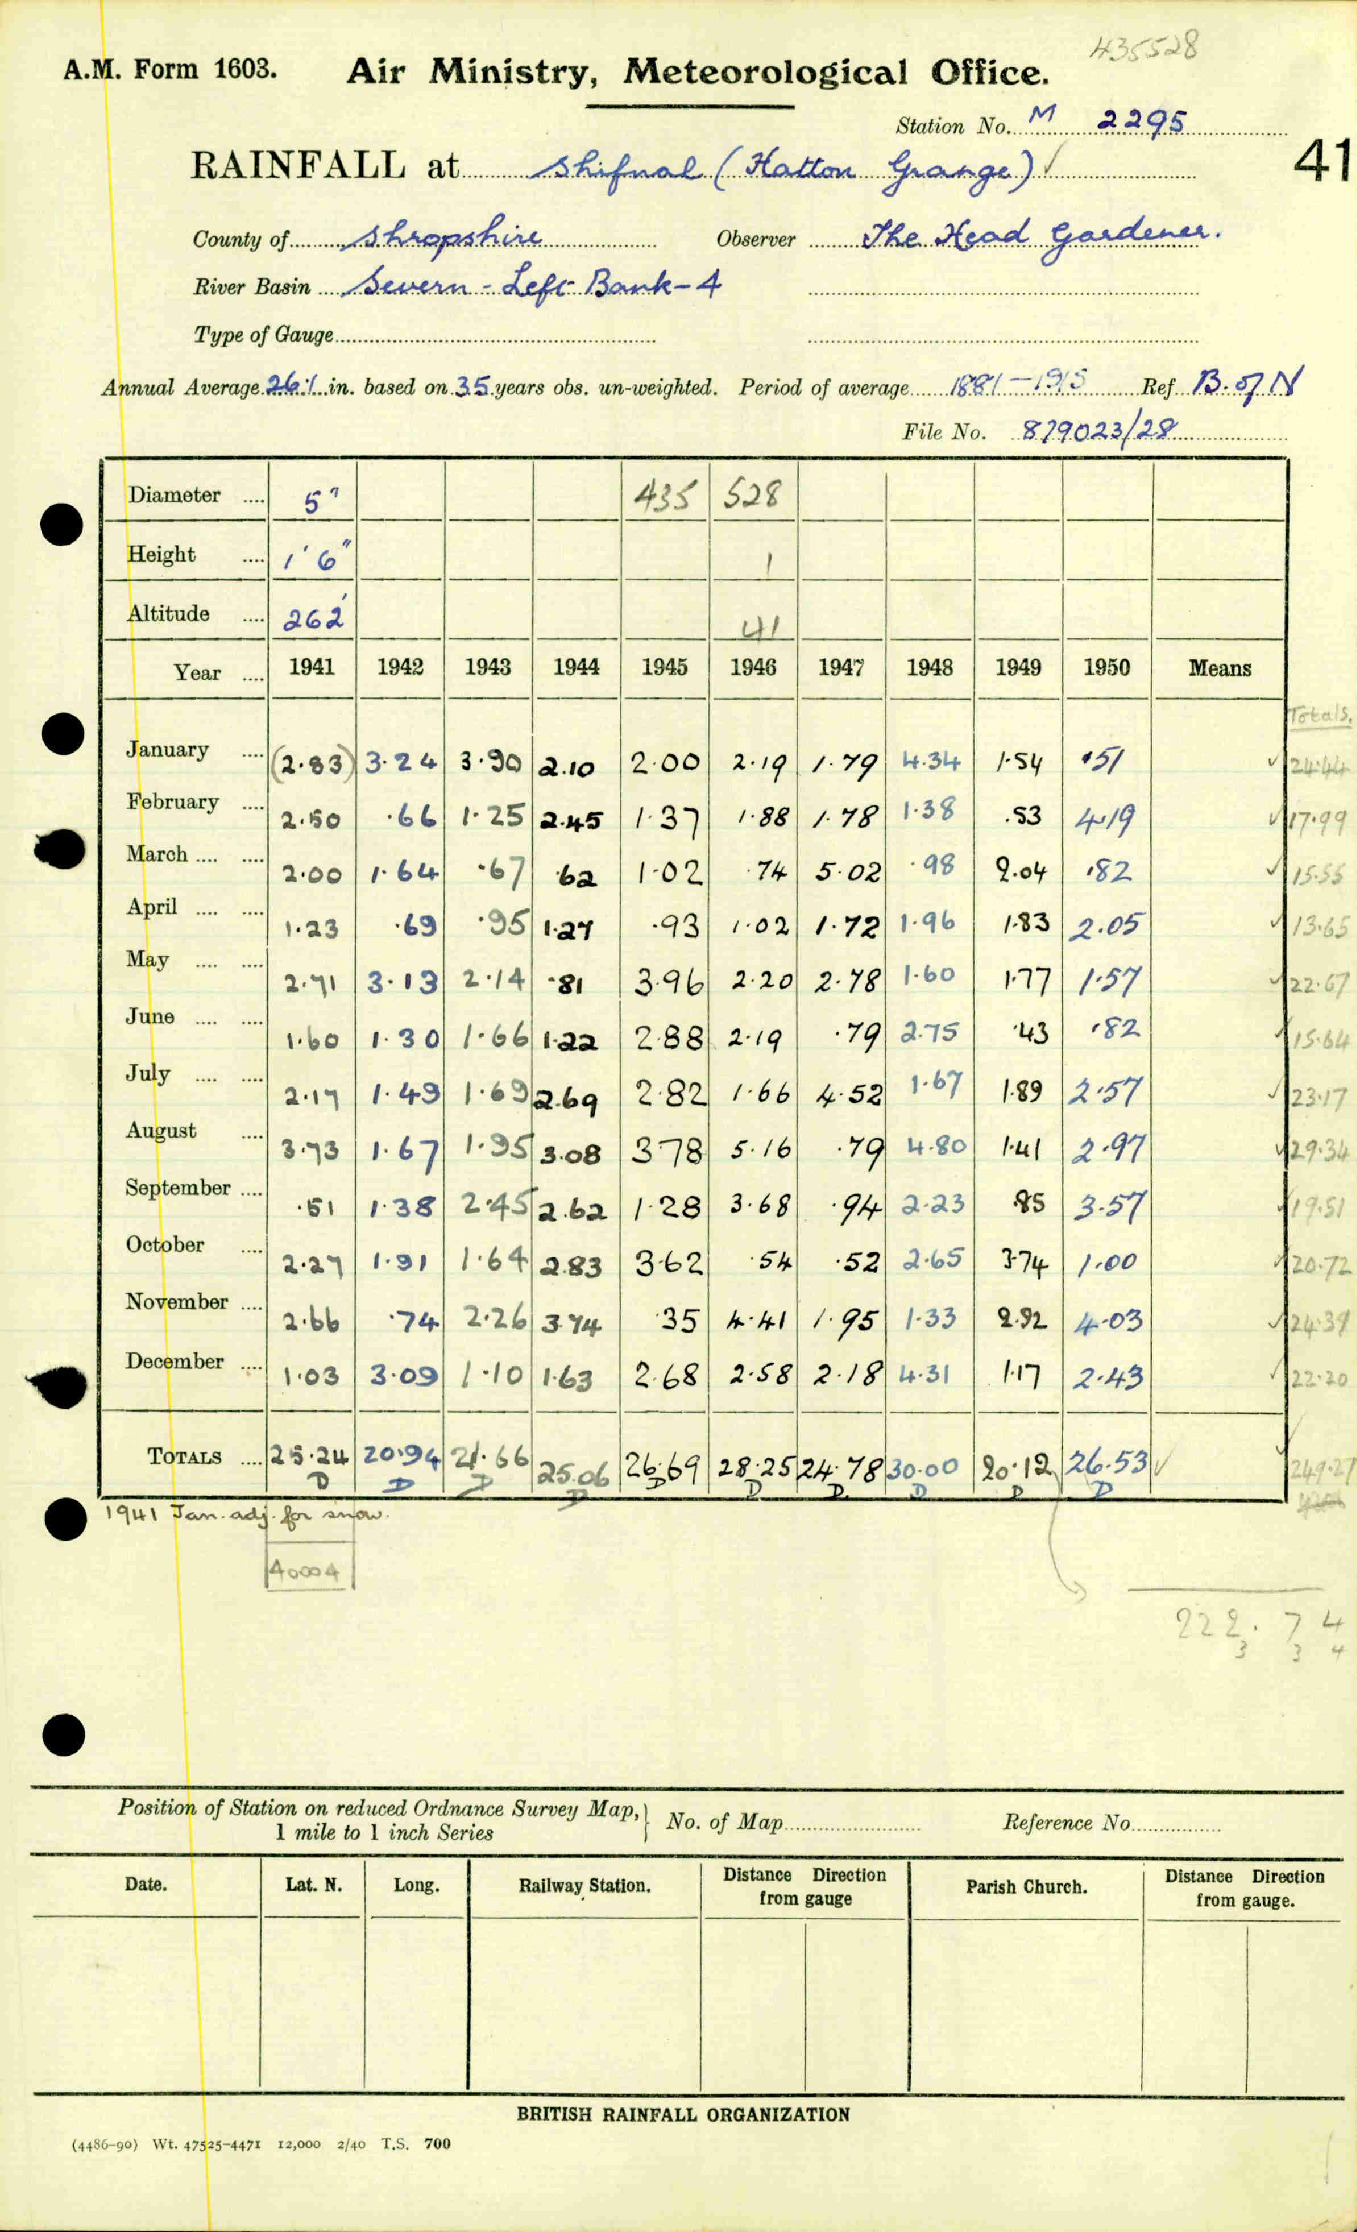 435528
A.M. Form 1603. Air Ministry, Meteorological Office.
Station No. M 2295
41
RAINFALL at Shifnal (Hatton Grange) ✓
County of Shropshire Observer The Head Gardener.
River Basin Severn - Left Bank - 4
Type of Gauge
Annual Average 26.1 in. based on 35 years obs. un-weighted. Period of average 1881-1915 Ref B. of N
File No. 879023/28
Diameter .... 5" 435 528
Height .... 1' 6" 1
Altitude .... 262' 41
Year .... 1941 1942 1943 1944 1945 1946 1947 1948 1949 1950 Means
Totals.
January .... (2.83) 3.24 3.90 2.10 2.00 2.19 1.79 4.34 1.54 .51 ✓ 24.44
February .... 2.50 .66 1.25 2.45 1.37 1.88 1.78 1.38 .53 4.19 ✓ 17.99
March .... .... 2.00 1.64 .67 .62 1.02 .74 5.02 .98 2.04 .82 ✓ 15.55
April .... .... 1.23 .69 .95 1.27 .93 1.02 1.72 1.96 1.83 2.05 ✓ 13.65
May .... .... 2.71 3.13 2.14 .81 3.96 2.20 2.78 1.60 1.77 1.57 ✓ 22.67
June .... .... 1.60 1.30 1.66 1.22 2.88 2.19 .79 2.75 .43 .82 ✓ 15.64
July .... .... 2.17 1.49 1.69 2.69 2.82 1.66 4.52 1.67 1.89 2.57 ✓ 23.17
August .... 3.73 1.67 1.95 3.08 3.78 5.16 .79 4.80 1.41 2.97 ✓ 29.34
September .... .51 1.38 2.45 2.62 1.28 3.68 .94 2.23 .85 3.57 ✓ 19.51
October .... 2.27 1.91 1.64 2.83 3.62 .54 .52 2.65 3.74 1.00 ✓ 20.72
November .... 2.66 .74 2.26 3.74 .35 4.41 1.95 1.33 2.92 4.03 ✓ 24.39
December .... 1.03 3.09 1.10 1.63 2.68 2.58 2.18 4.31 1.17 2.43 ✓ 22.20
TOTALS .... 25.24 20.94 21.66 25.06 26.69 28.25 24.78 30.00 20.12 26.53 ✓ 249.27
D D D D D D D D D D
1941 Jan. adj. for snow.
40004
222.74
3 3 4
Position of Station on reduced Ordnance Survey Map, 1 mile to 1 inch Series } No. of Map Reference No.
Date. Lat. N. Long. Railway Station. Distance Direction from gauge Parish Church. Distance Direction from gauge.
BRITISH RAINFALL ORGANIZATION
(4486-90) Wt. 47525-4471 12,000 2/40 T.S. 700